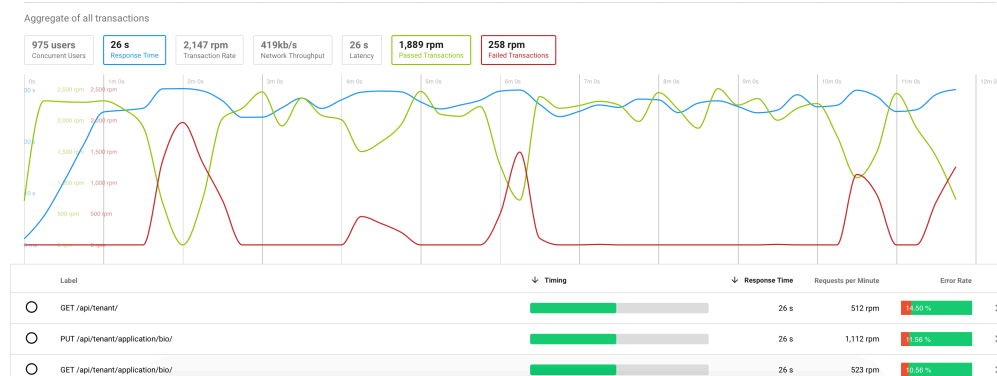 Aggregate of all transactions
975 users 26 s 2,147 rpm 419kb/s 26 s 1,889 rpm 258 rpm
Concurrent Users Response Time Transaction Rate Network Throughput Latency Passed Transactions Failed Transactions
0s 1m 0s 2m 0s 3m 0s 4m 0s 5m 0s 6m 0s 7m 0s 8m 0s 9m 0s 10m 0s 11m 0s 12m 0
30 s 2,500 rpm 2,500 rpm
2,000 rpm 2,000 rpm
20 s
1,500 rpm 1,500 rpm
1,000 rpm 1,000 rpm
10 s
500 rpm 500 rpm
0 ms 0 rpm 0 rpm
Label Timing Response Time Requests per Minute Error Rate
GET /api/tenant/ 26 s 512 rpm 14.50 %
PUT /api/tenant/application/bio/ 26 s 1,112 rpm 11.56 %
GET /api/tenant/application/bio/ 26 s 523 rpm 10.56 %